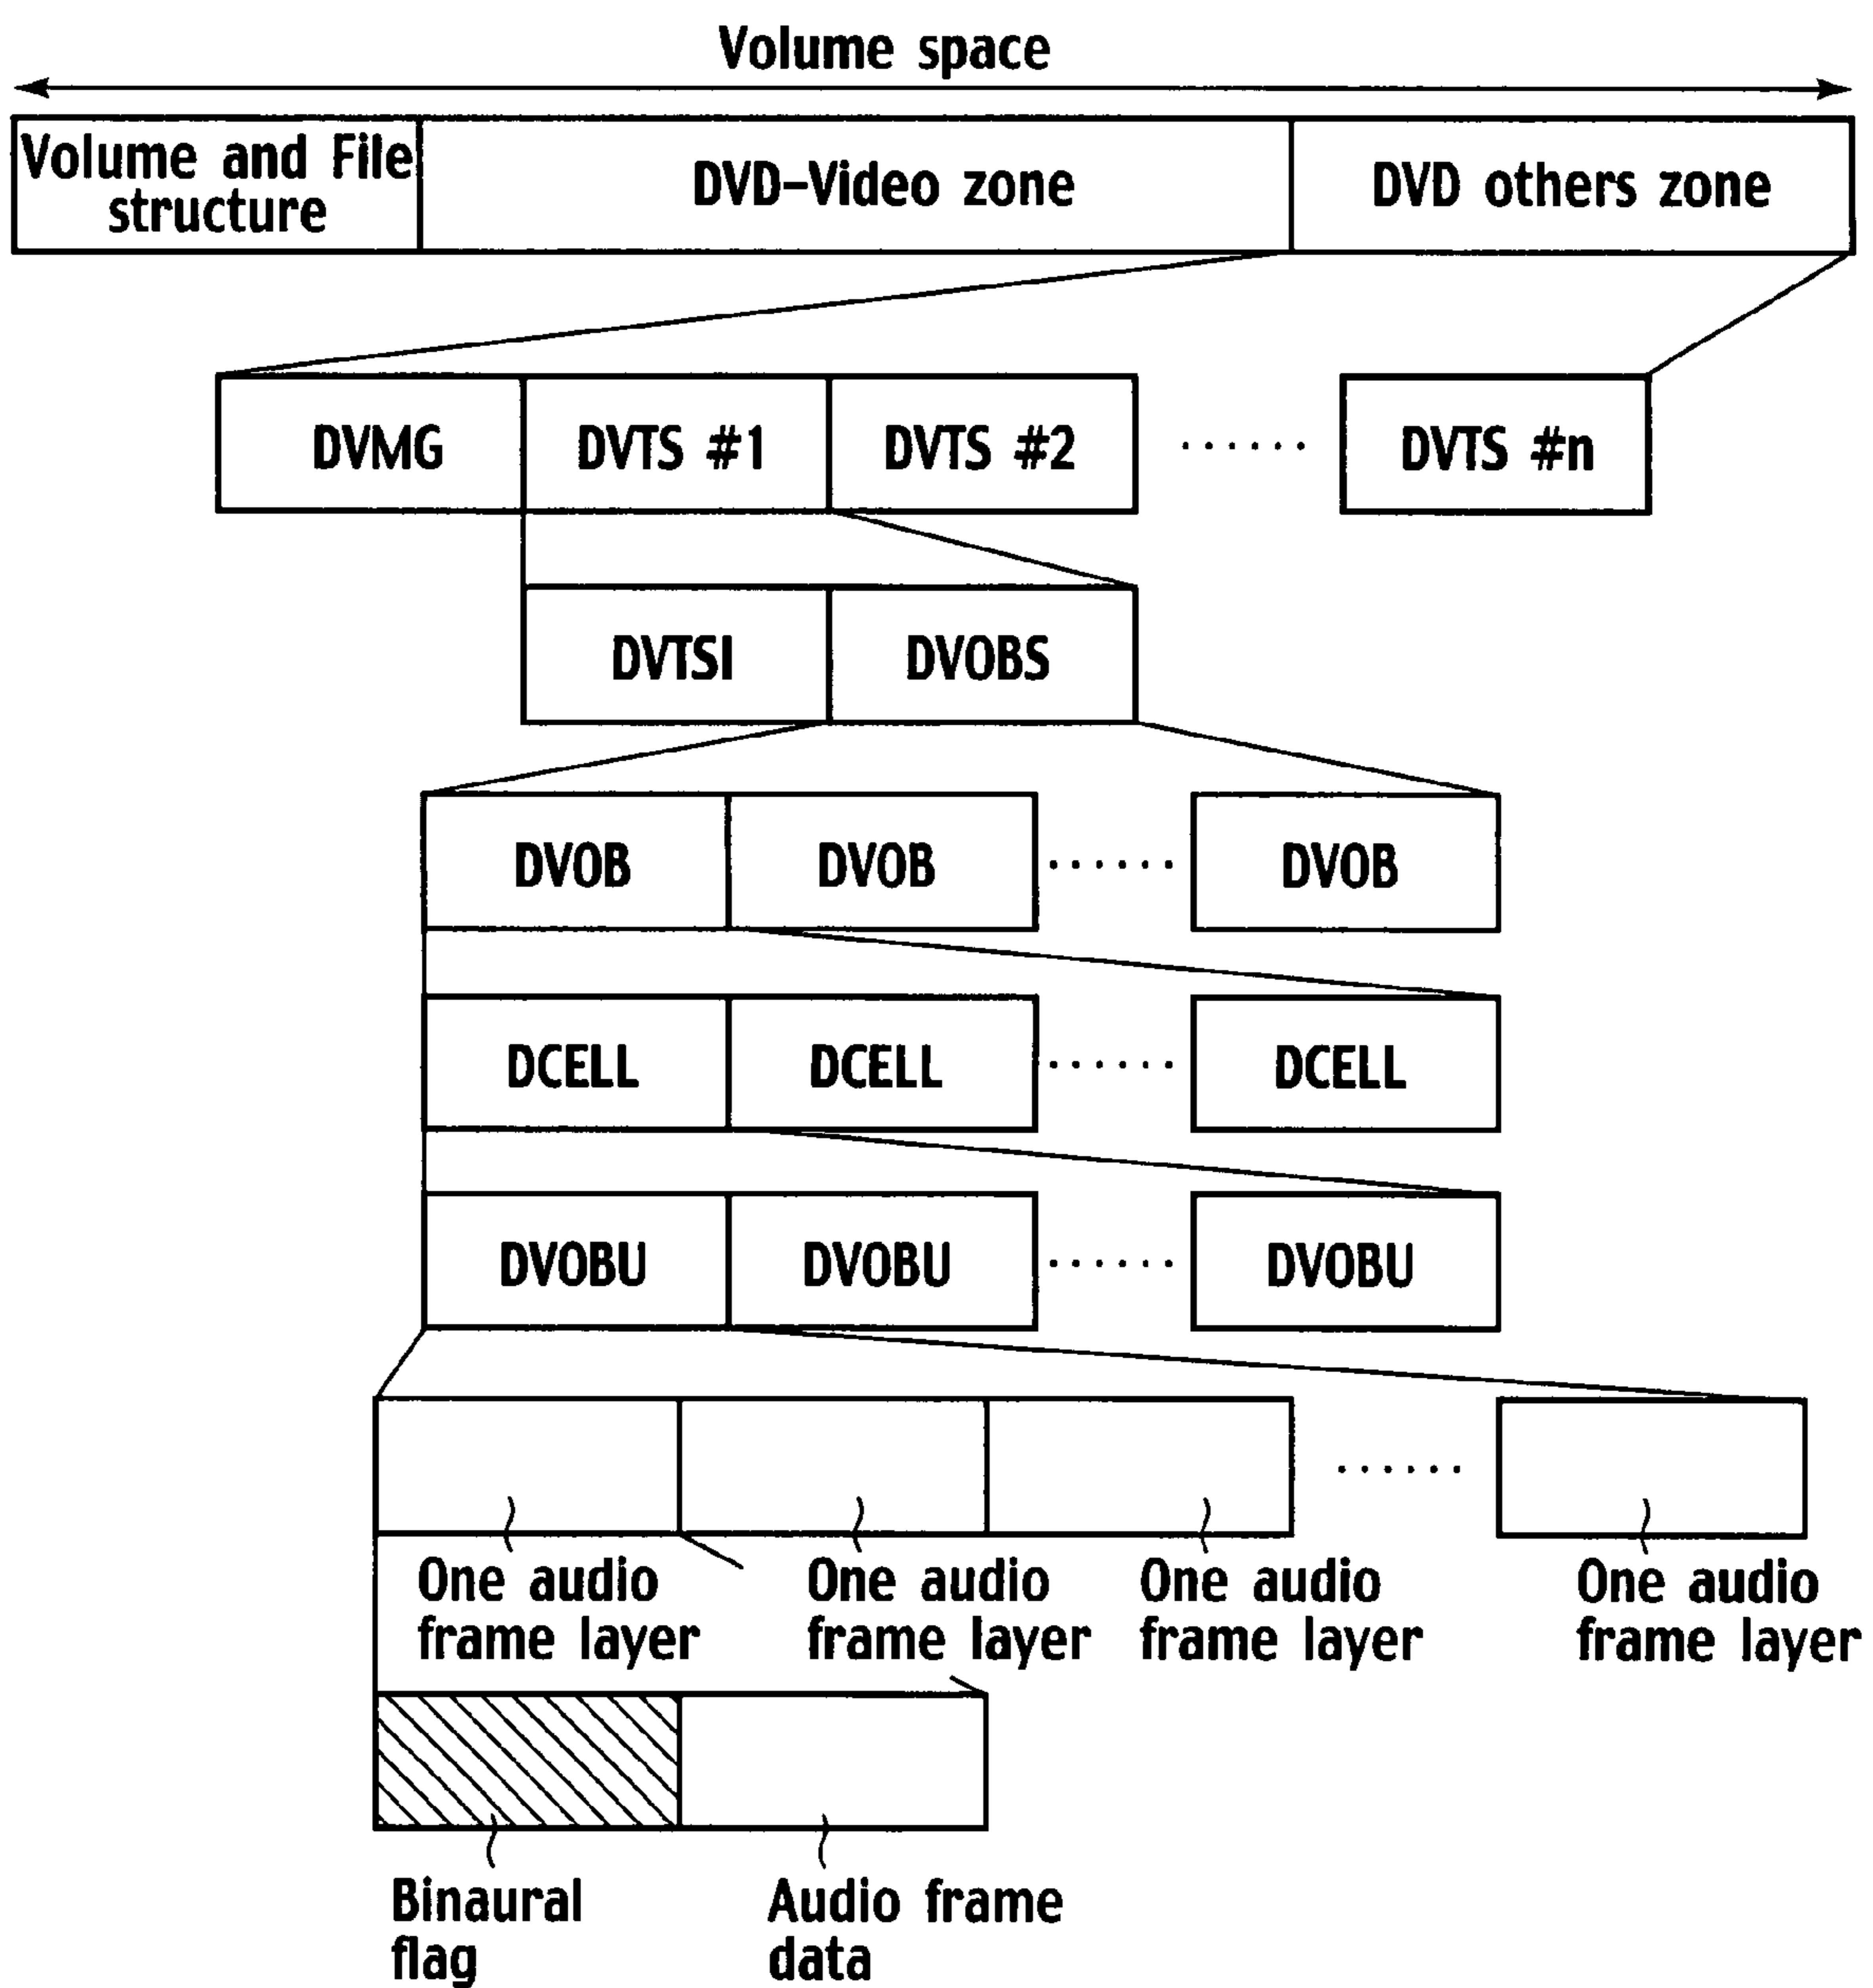 Volume space
Volume and File
structure
DVD-Video zone
DVD others zone
DVMG
DVTS #1
DVTS #2
······
DVTS #n
DVTSI
DVOBS
DVOB
DVOB
······
DVOB
DCELL
DCELL
······
DCELL
DVOBU
DVOBU
······
DVOBU
······
One audio
frame layer
One audio
frame layer
One audio
frame layer
One audio
frame layer
Binaural
flag
Audio frame
data